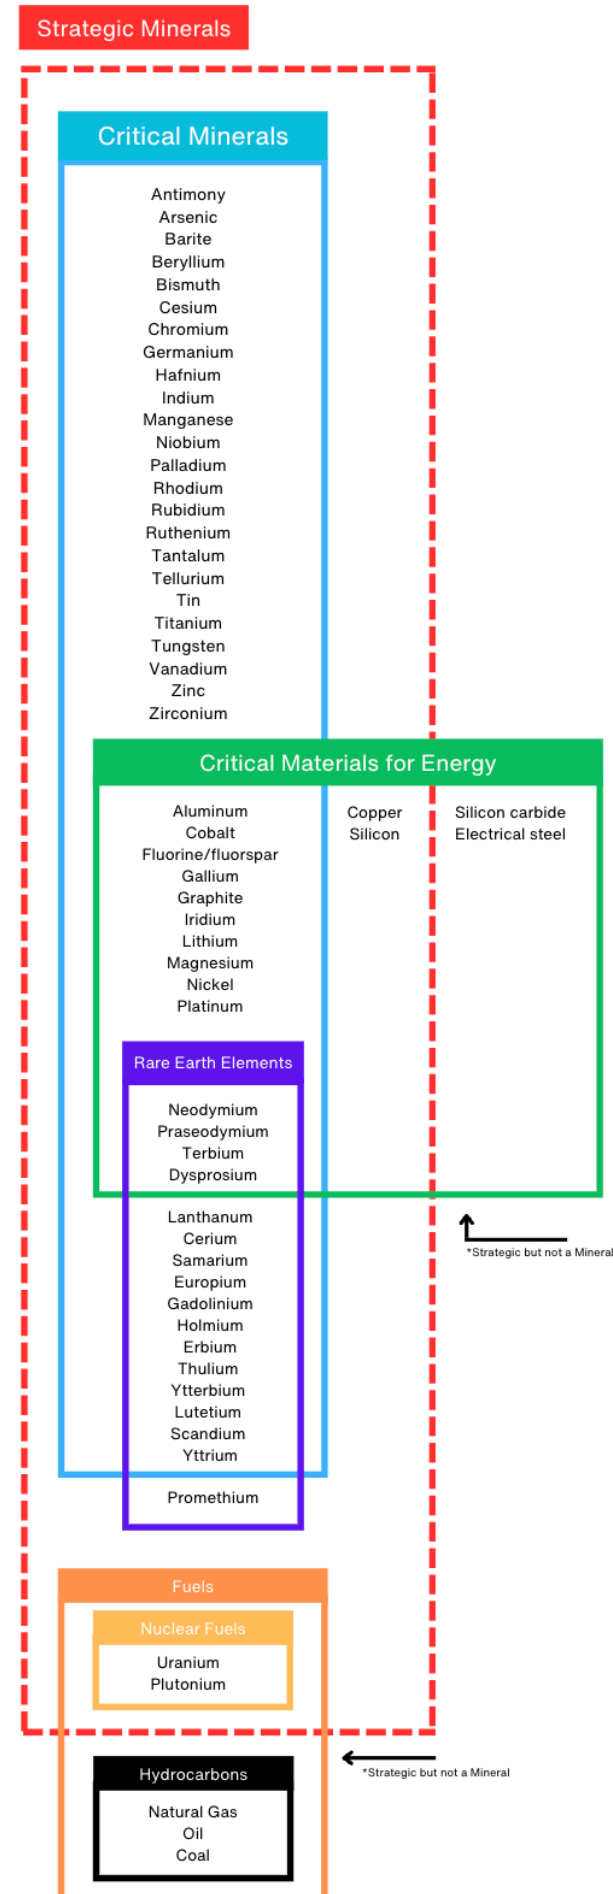 Strategic Minerals
Critical Minerals
Antimony
Arsenic
Barite
Beryllium
Bismuth
Cesium
Chromium
Germanium
Hafnium
Indium
Manganese
Niobium
Palladium
Rhodium
Rubidium
Ruthenium
Tantalum
Tellurium
Tin
Titanium
Tungsten
Vanadium
Zinc
Zirconium
Critical Materials for Energy
Aluminum
Cobalt
Fluorine/fluorspar
Gallium
Graphite
Iridium
Lithium
Magnesium
Nickel
Platinum
Copper
Silicon
Silicon carbide
Electrical steel
Rare Earth Elements
Neodymium
Praseodymium
Terbium
Dysprosium
*Strategic but not a Mineral
Lanthanum
Cerium
Samarium
Europium
Gadolinium
Holmium
Erbium
Thulium
Ytterbium
Lutetium
Scandium
Yttrium
Promethium
Fuels
Nuclear Fuels
Uranium
Plutonium
*Strategic but not a Mineral
Hydrocarbons
Natural Gas
Oil
Coal